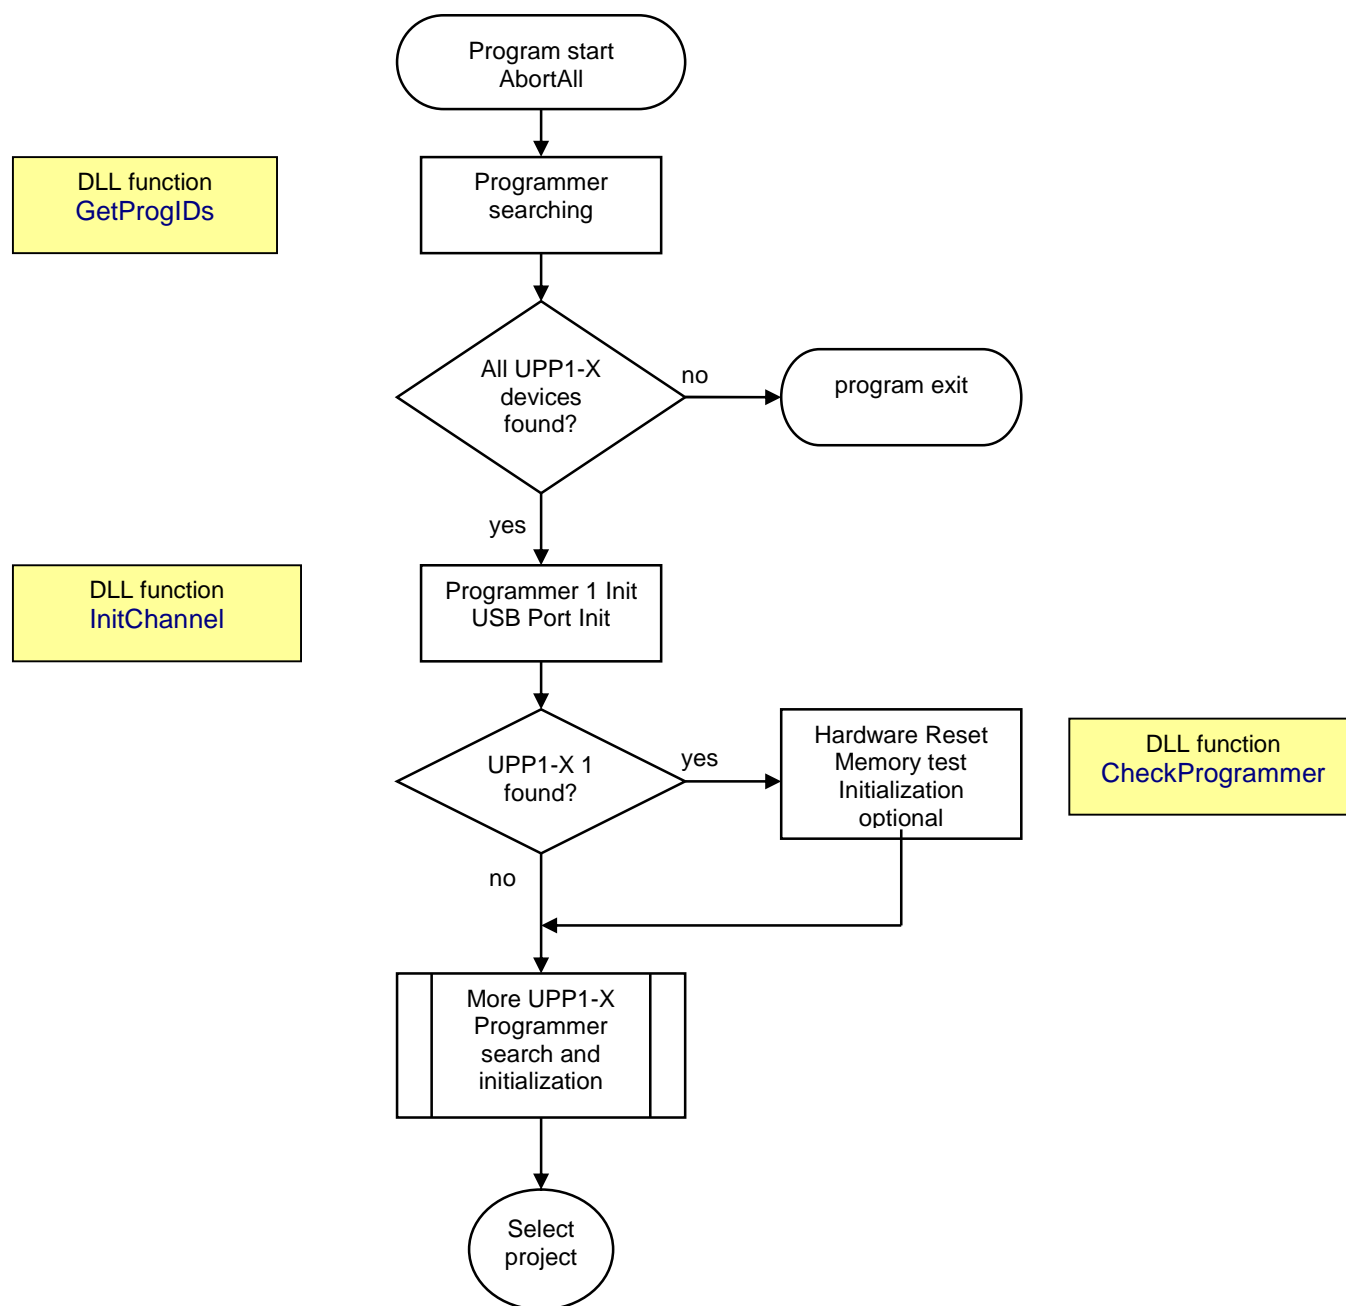 Program start
AbortAll
DLL function
GetProgIDs
Programmer
searching
All UPP1-X
devices
found?
no
program exit
yes
DLL function
InitChannel
Programmer 1 Init
USB Port Init
UPP1-X 1
found?
yes
Hardware Reset
Memory test
Initialization
optional
DLL function
CheckProgrammer
no
More UPP1-X
Programmer
search and
initialization
Select
project